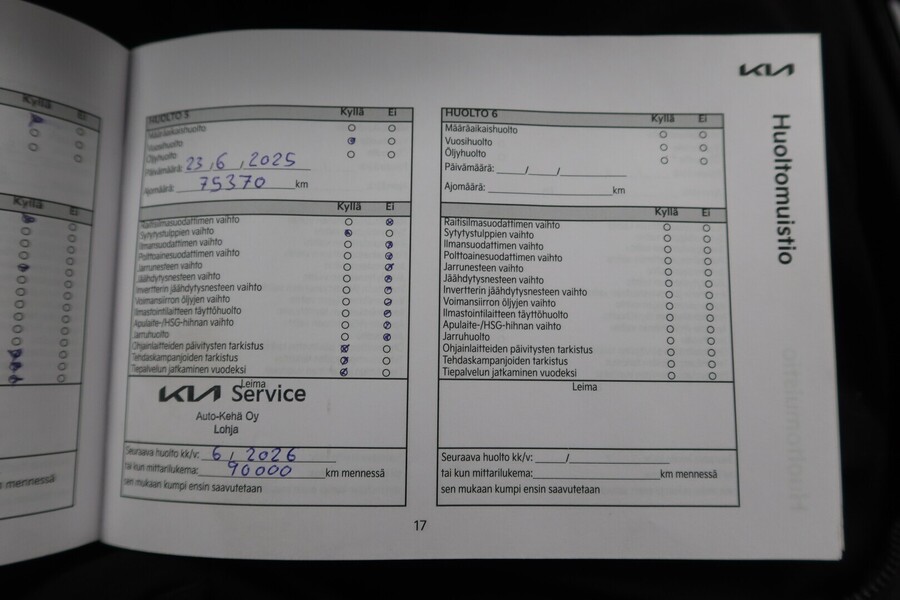 Kyllä
Kyllä
mennessä
HUOLTO 5 Kyllä Ei
Määräaikaishuolto
Vuosihuolto
Öljyhuolto
Päivämäärä: 23 / 6 / 2025
Ajomäärä: 75370 km
Kyllä Ei
Raitisilmasuodattimen vaihto
Sytytystulppien vaihto
Ilmansuodattimen vaihto
Polttoainesuodattimen vaihto
Jarrunesteen vaihto
Jäähdytysnesteen vaihto
Invertterin jäähdytysnesteen vaihto
Voimansiirron öljyjen vaihto
Ilmastointilaitteen täyttöhuolto
Apulaite-/HSG-hihnan vaihto
Jarruhuolto
Ohjainlaitteiden päivitysten tarkistus
Tehdaskampanjoiden tarkistus
Tiepalvelun jatkaminen vuodeksi
Leima
KIA Service
Auto-Kehä Oy
Lohja
Seuraava huolto kk/v: 6 / 2026
tai kun mittarilukema: 90000 km mennessä
sen mukaan kumpi ensin saavutetaan
HUOLTO 6 Kyllä Ei
Määräaikaishuolto
Vuosihuolto
Öljyhuolto
Päivämäärä: / /
Ajomäärä: km
Kyllä Ei
Raitisilmasuodattimen vaihto
Sytytystulppien vaihto
Ilmansuodattimen vaihto
Polttoainesuodattimen vaihto
Jarrunesteen vaihto
Jäähdytysnesteen vaihto
Invertterin jäähdytysnesteen vaihto
Voimansiirron öljyjen vaihto
Ilmastointilaitteen täyttöhuolto
Apulaite-/HSG-hihnan vaihto
Jarruhuolto
Ohjainlaitteiden päivitysten tarkistus
Tehdaskampanjoiden tarkistus
Tiepalvelun jatkaminen vuodeksi
Leima
Seuraava huolto kk/v: /
tai kun mittarilukema: km mennessä
sen mukaan kumpi ensin saavutetaan
KIA
Huoltomuistio
17